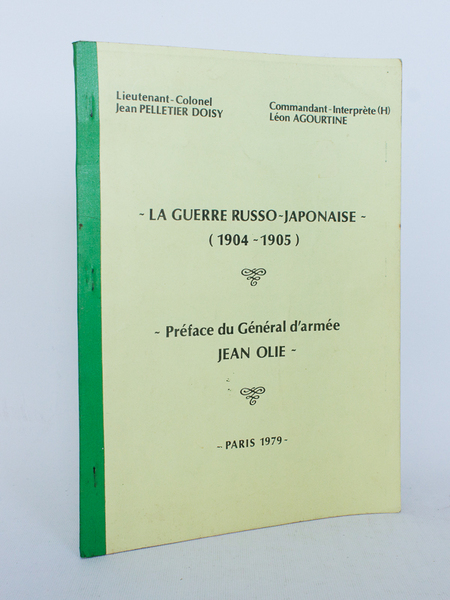 Lieutenant-Colonel
Jean PELLETIER DOISY
Commandant-Interprète (H)
Léon AGOURTINE
- LA GUERRE RUSSO-JAPONAISE -
( 1904 - 1905 )
- Préface du Général d'armée
JEAN OLIE -
- PARIS 1979 -